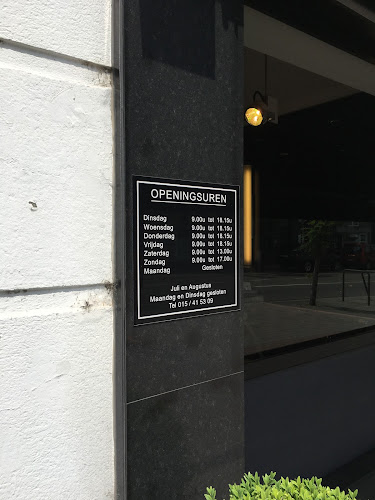 OPENINGSUREN
Dinsdag 9.00u tot 18.15u
Woensdag 9.00u tot 18.15u
Donderdag 9.00u tot 18.15u
Vrijdag 9.00u tot 18.15u
Zaterdag 9.00u tot 13.00u
Zondag 9.00u tot 17.00u
Maandag Gesloten
Juli en Augustus
Maandag en Dinsdag gesloten
Tel 015 / 41 53 09